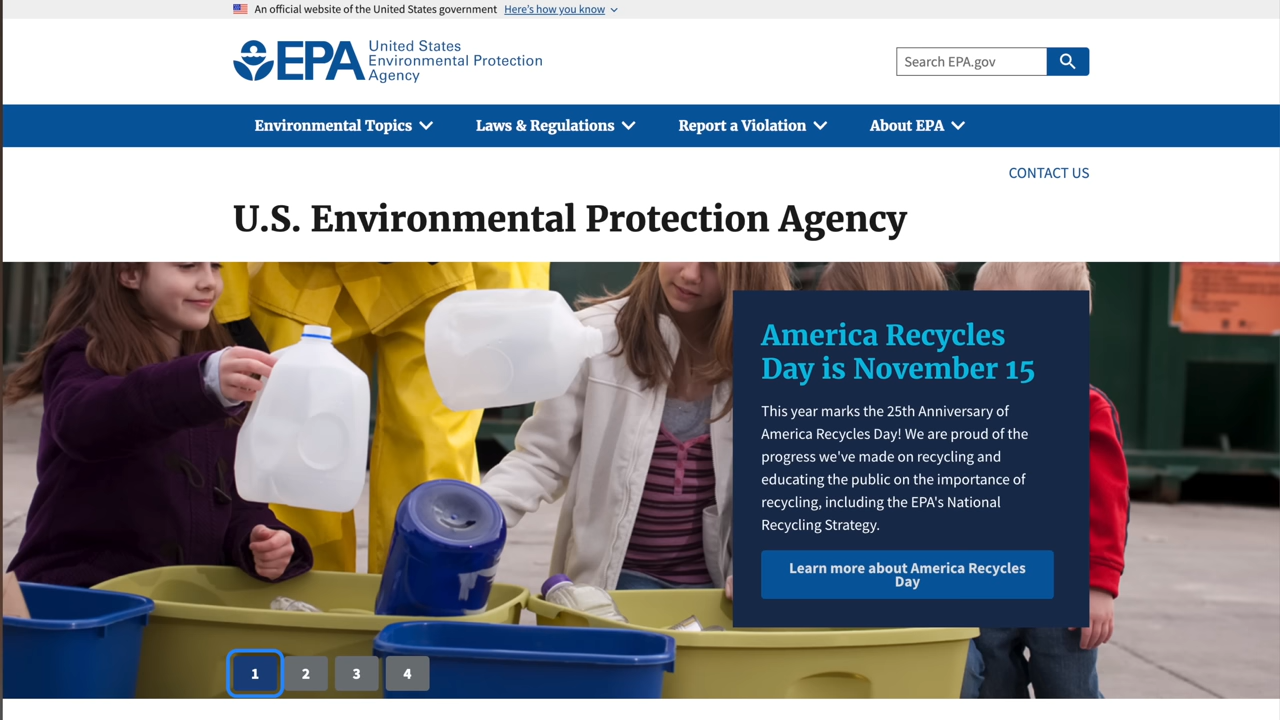 An official website of the United States government Here's how you know
EPA United States
Environmental Protection
Agency
Search EPA.gov
Environmental Topics Laws & Regulations Report a Violation About EPA
CONTACT US
U.S. Environmental Protection Agency
America Recycles
Day is November 15
This year marks the 25th Anniversary of
America Recycles Day! We are proud of the
progress we've made on recycling and
educating the public on the importance of
recycling, including the EPA's National
Recycling Strategy.
Learn more about America Recycles
Day
1 2 3 4